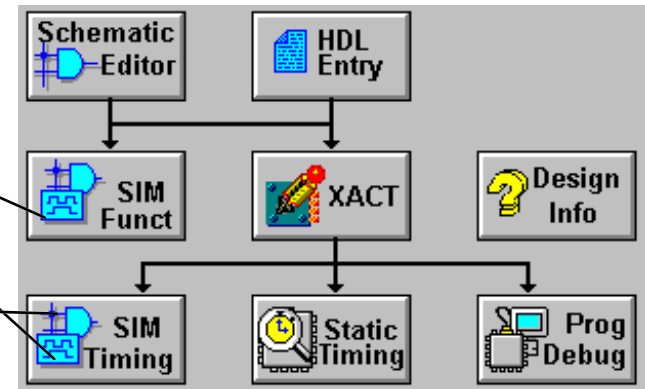 Schematic
Editor
HDL
Entry
SIM
Funct
XACT
Design
Info
SIM
Timing
Static
Timing
Prog
Debug